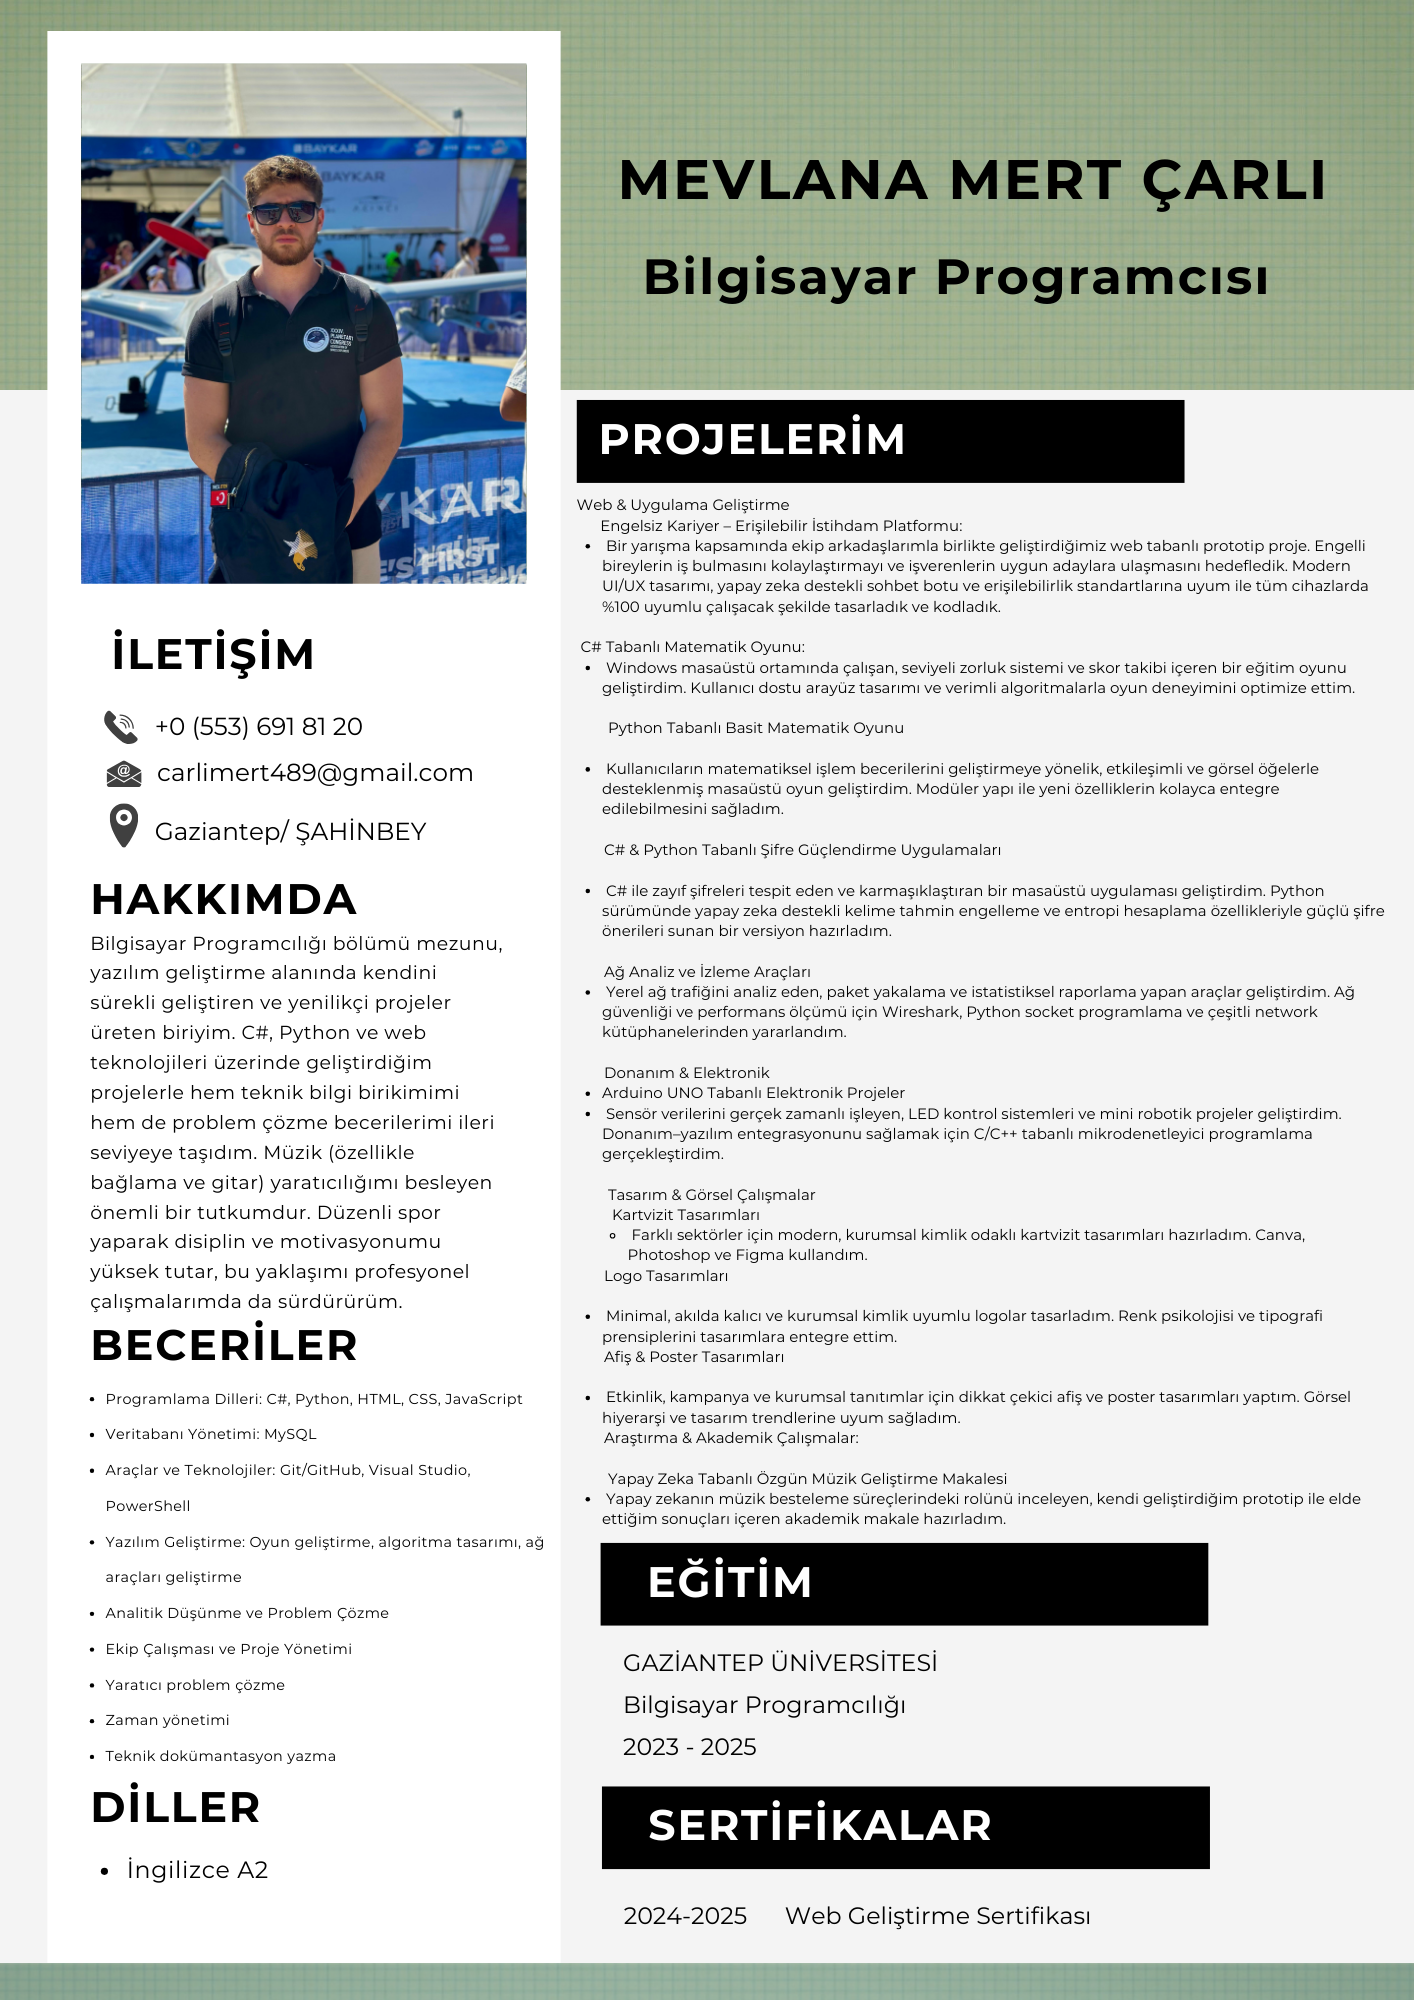 BAYKAR
BAYKAR
AKINCI
YKAR
FIRST
MEVLANA MERT ÇARLI
Bilgisayar Programcısı
İLETİŞİM
+0 (553) 691 81 20
carlimert489@gmail.com
Gaziantep/ ŞAHİNBEY
HAKKIMDA
Bilgisayar Programcılığı bölümü mezunu,
yazılım geliştirme alanında kendini
sürekli geliştiren ve yenilikçi projeler
üreten biriyim. C#, Python ve web
teknolojileri üzerinde geliştirdiğim
projelerle hem teknik bilgi birikimimi
hem de problem çözme becerilerimi ileri
seviyeye taşıdım. Müzik (özellikle
bağlama ve gitar) yaratıcılığımı besleyen
önemli bir tutkumdur. Düzenli spor
yaparak disiplin ve motivasyonumu
yüksek tutar, bu yaklaşımı profesyonel
çalışmalarımda da sürdürürüm.
BECERİLER
• Programlama Dilleri: C#, Python, HTML, CSS, JavaScript
• Veritabanı Yönetimi: MySQL
• Araçlar ve Teknolojiler: Git/GitHub, Visual Studio,
PowerShell
• Yazılım Geliştirme: Oyun geliştirme, algoritma tasarımı, ağ
araçları geliştirme
• Analitik Düşünme ve Problem Çözme
• Ekip Çalışması ve Proje Yönetimi
• Yaratıcı problem çözme
• Zaman yönetimi
• Teknik dokümantasyon yazma
DİLLER
• İngilizce A2
PROJELERİM
Web & Uygulama Geliştirme
Engelsiz Kariyer – Erişilebilir İstihdam Platformu:
• Bir yarışma kapsamında ekip arkadaşlarımla birlikte geliştirdiğimiz web tabanlı prototip proje. Engelli
bireylerin iş bulmasını kolaylaştırmayı ve işverenlerin uygun adaylara ulaşmasını hedefledik. Modern
UI/UX tasarımı, yapay zeka destekli sohbet botu ve erişilebilirlik standartlarına uyum ile tüm cihazlarda
%100 uyumlu çalışacak şekilde tasarladık ve kodladık.
C# Tabanlı Matematik Oyunu:
• Windows masaüstü ortamında çalışan, seviyeli zorluk sistemi ve skor takibi içeren bir eğitim oyunu
geliştirdim. Kullanıcı dostu arayüz tasarımı ve verimli algoritmalarla oyun deneyimini optimize ettim.
Python Tabanlı Basit Matematik Oyunu
• Kullanıcıların matematiksel işlem becerilerini geliştirmeye yönelik, etkileşimli ve görsel öğelerle
desteklenmiş masaüstü oyun geliştirdim. Modüler yapı ile yeni özelliklerin kolayca entegre
edilebilmesini sağladım.
C# & Python Tabanlı Şifre Güçlendirme Uygulamaları
• C# ile zayıf şifreleri tespit eden ve karmaşıklaştıran bir masaüstü uygulaması geliştirdim. Python
sürümünde yapay zeka destekli kelime tahmin engelleme ve entropi hesaplama özellikleriyle güçlü şifre
önerileri sunan bir versiyon hazırladım.
Ağ Analiz ve İzleme Araçları
• Yerel ağ trafiğini analiz eden, paket yakalama ve istatistiksel raporlama yapan araçlar geliştirdim. Ağ
güvenliği ve performans ölçümü için Wireshark, Python socket programlama ve çeşitli network
kütüphanelerinden yararlandım.
Donanım & Elektronik
• Arduino UNO Tabanlı Elektronik Projeler
• Sensör verilerini gerçek zamanlı işleyen, LED kontrol sistemleri ve mini robotik projeler geliştirdim.
Donanım–yazılım entegrasyonunu sağlamak için C/C++ tabanlı mikrodenetleyici programlama
gerçekleştirdim.
Tasarım & Görsel Çalışmalar
Kartvizit Tasarımları
◦ Farklı sektörler için modern, kurumsal kimlik odaklı kartvizit tasarımları hazırladım. Canva,
Photoshop ve Figma kullandım.
Logo Tasarımları
• Minimal, akılda kalıcı ve kurumsal kimlik uyumlu logolar tasarladım. Renk psikolojisi ve tipografi
prensiplerini tasarımlara entegre ettim.
Afiş & Poster Tasarımları
• Etkinlik, kampanya ve kurumsal tanıtımlar için dikkat çekici afiş ve poster tasarımları yaptım. Görsel
hiyerarşi ve tasarım trendlerine uyum sağladım.
Araştırma & Akademik Çalışmalar:
Yapay Zeka Tabanlı Özgün Müzik Geliştirme Makalesi
• Yapay zekanın müzik besteleme süreçlerindeki rolünü inceleyen, kendi geliştirdiğim prototip ile elde
ettiğim sonuçları içeren akademik makale hazırladım.
EĞİTİM
GAZİANTEP ÜNİVERSİTESİ
Bilgisayar Programcılığı
2023 - 2025
SERTİFİKALAR
2024-2025 Web Geliştirme Sertifikası